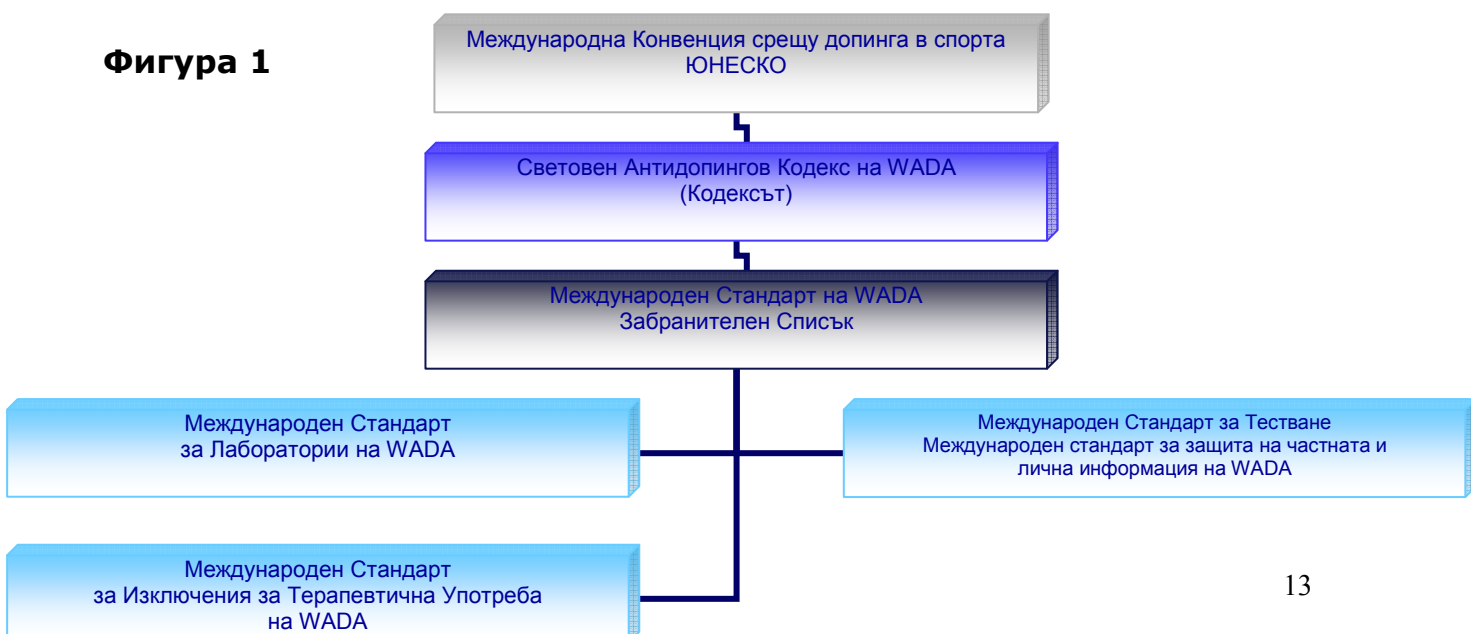 Фигура 1
Международна Конвенция срещу допинга в спорта
ЮНЕСКО
Световен Антидопингов Кодекс на WADA
(Кодексът)
Международен Стандарт на WADA
Забранителен Списък
Международен Стандарт
за Лаборатории на WADA
Международен Стандарт за Тестване
Международен стандарт за защита на частната и
лична информация на WADA
Международен Стандарт
за Изключения за Терапевтична Употреба
на WADA
13